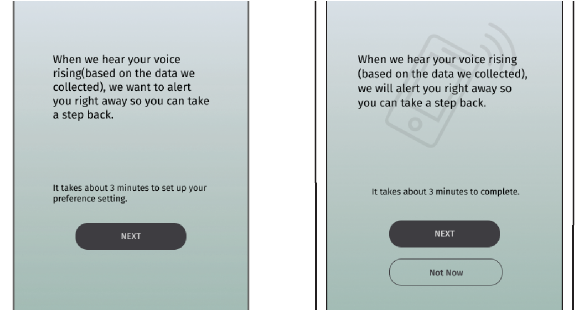 When we hear your voice
rising(based on the data we
collected), we want to alert
you right away so you can take
a step back.
It takes about 3 minutes to set up your
preference setting.
NEXT
When we hear your voice rising
(based on the data we collected),
we will alert you right away so
you can take a step back.
It takes about 3 minutes to complete.
NEXT
Not Now